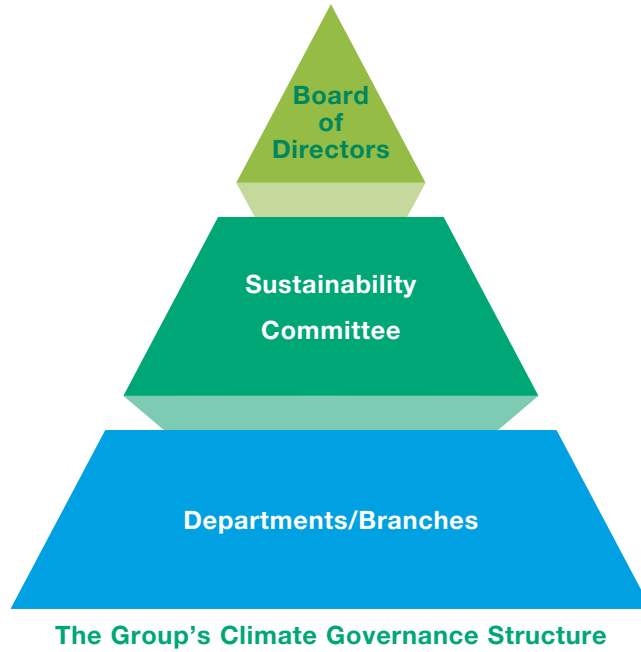 Board
of
Directors
Sustainability
Committee
Departments/Branches
The Group's Climate Governance Structure